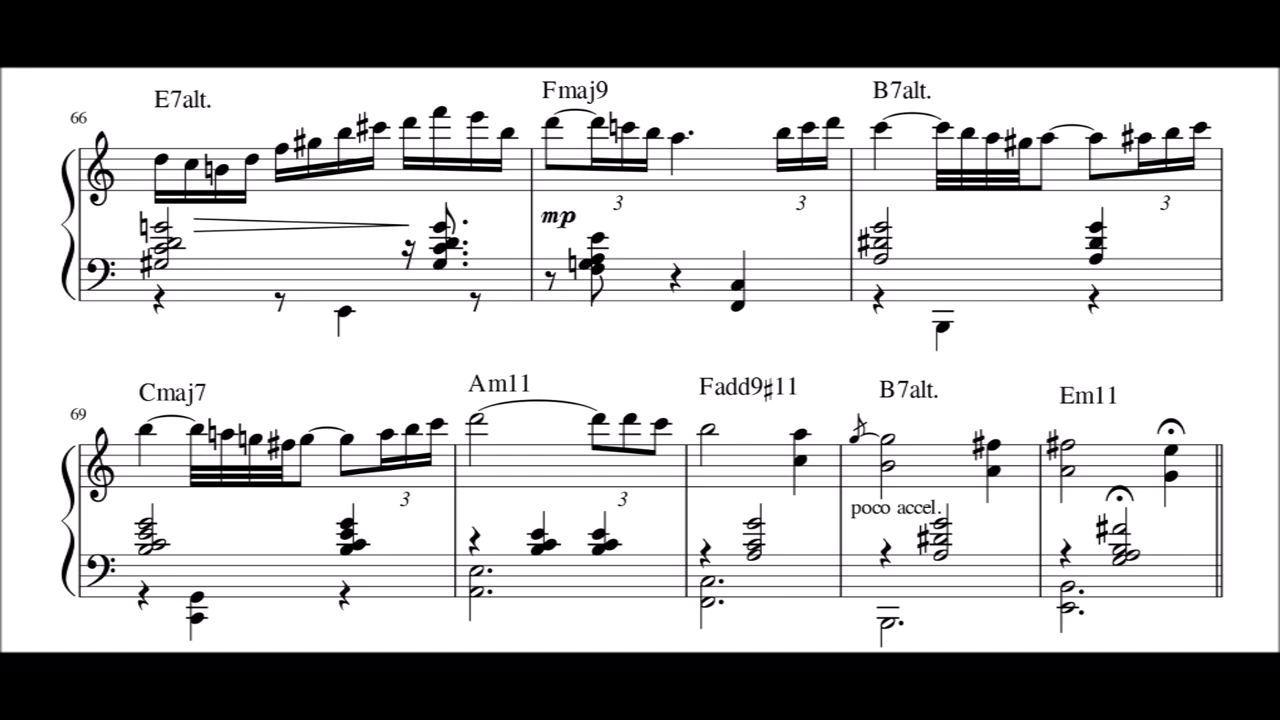 E7alt. Fmaj9 B7alt.
66
3 3 3
mp
Cmaj7 Am11 Fadd9♯11 B7alt. Em11
69
3 3
poco accel.